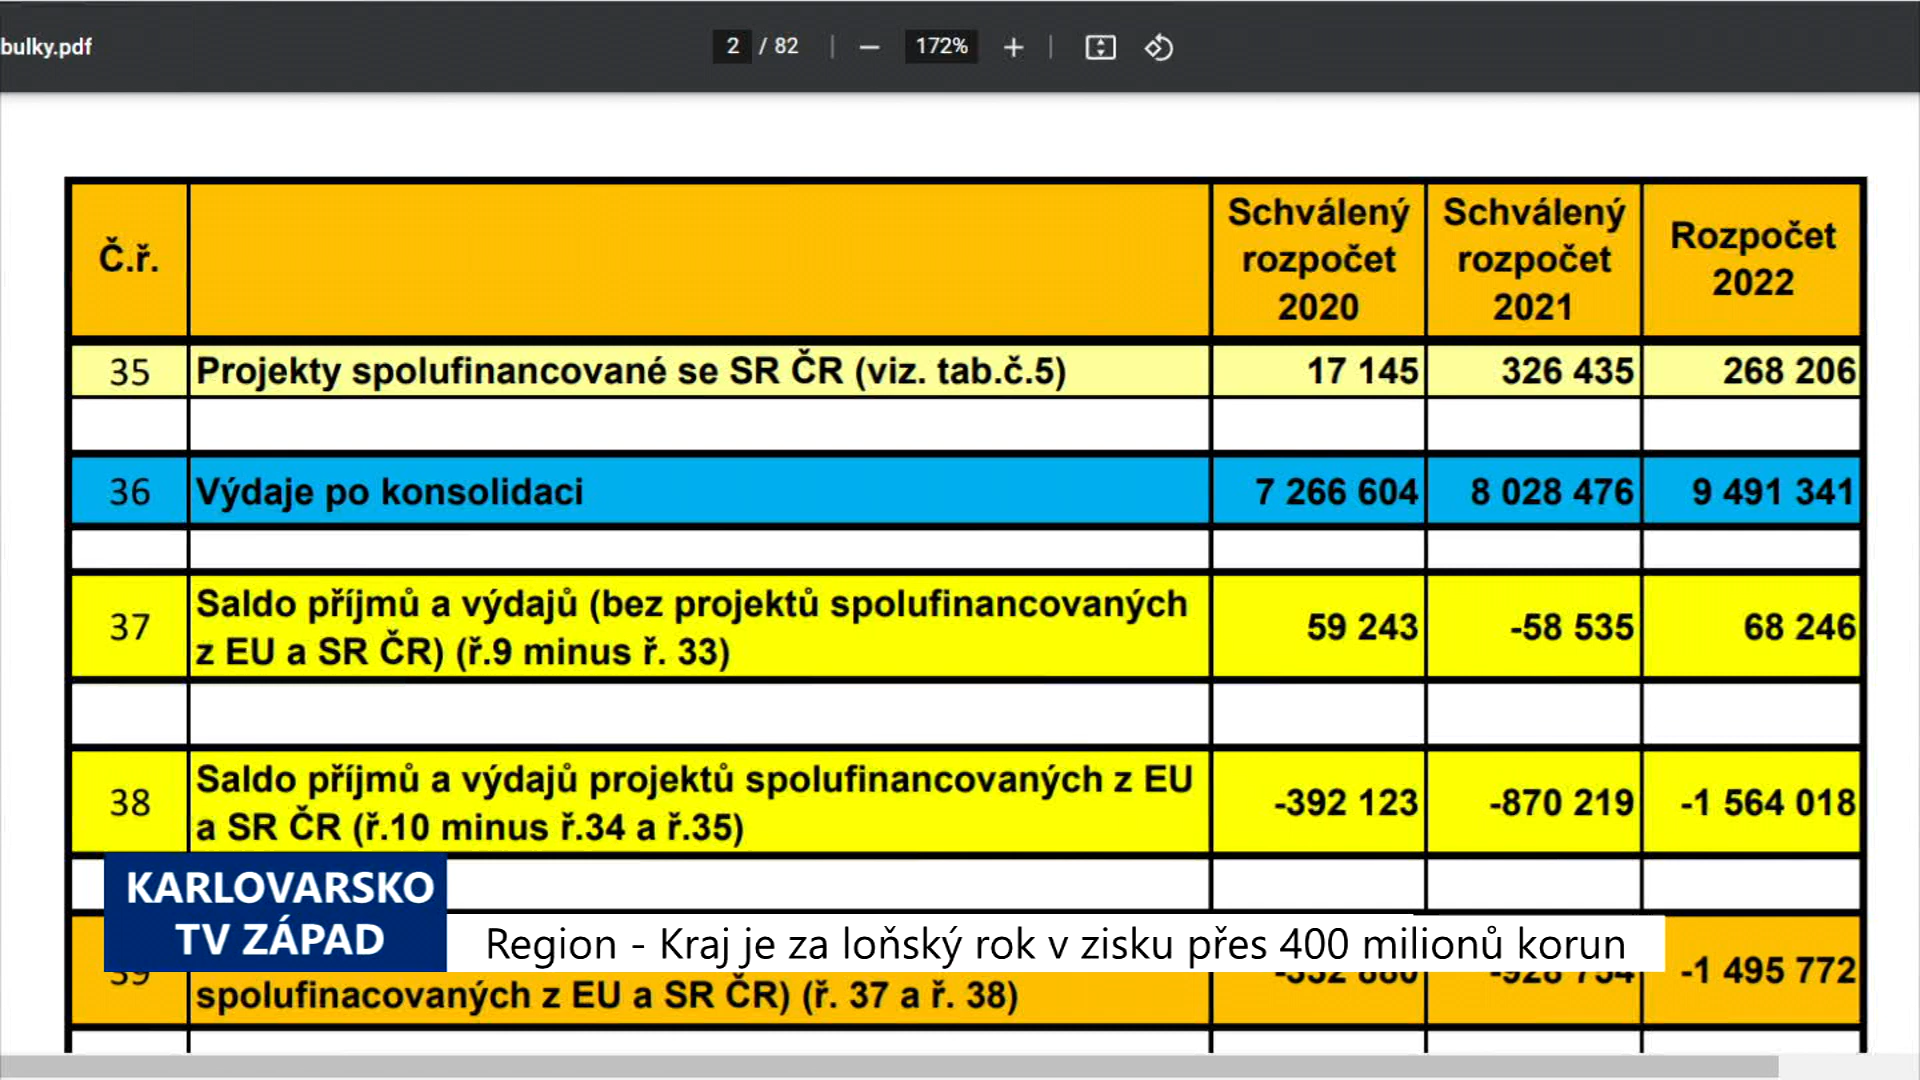 bulky.pdf
2 / 82
172%
Č.ř.
Schválený rozpočet 2020
Schválený rozpočet 2021
Rozpočet 2022
35 Projekty spolufinancované se SR ČR (viz. tab.č.5) 17 145 326 435 268 206
36 Výdaje po konsolidaci 7 266 604 8 028 476 9 491 341
37 Saldo příjmů a výdajů (bez projektů spolufinancovaných
z EU a SR ČR) (ř.9 minus ř. 33) 59 243 -58 535 68 246
38 Saldo příjmů a výdajů projektů spolufinancovaných z EU
a SR ČR (ř.10 minus ř.34 a ř.35) -392 123 -870 219 -1 564 018
KARLOVARSKO
TV ZÁPAD
Region - Kraj je za loňský rok v zisku přes 400 milionů korun
39 -1 495 772
spolufinacovaných z EU a SR ČR) (ř. 37 a ř. 38)